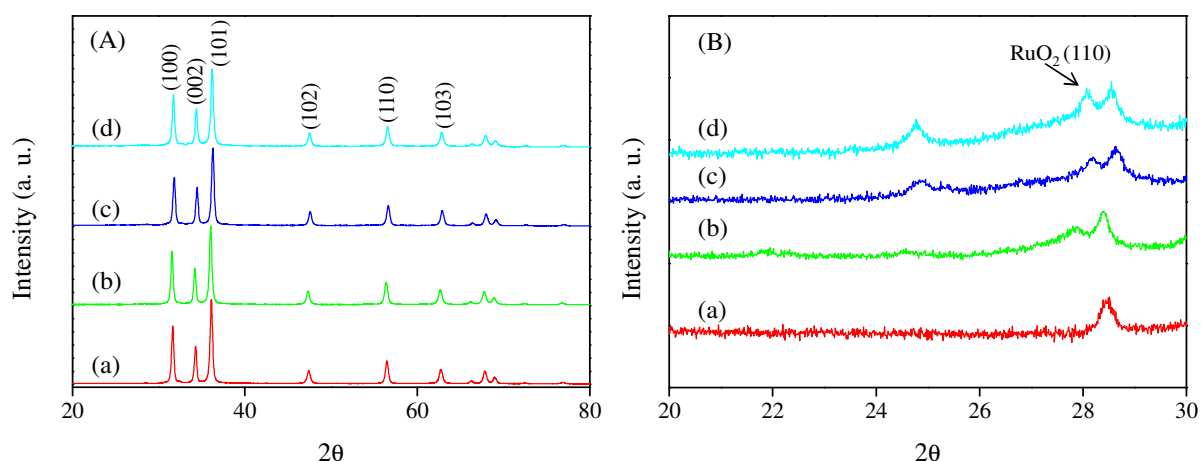 (A)
(100)
(002)
(101)
(102)
(110)
(103)
(d)
(c)
(b)
(a)
Intensity (a. u.)
20
40
60
80
2θ
(B)
RuO₂ (110)
(d)
(c)
(b)
(a)
Intensity (a. u.)
20
22
24
26
28
30
2θ